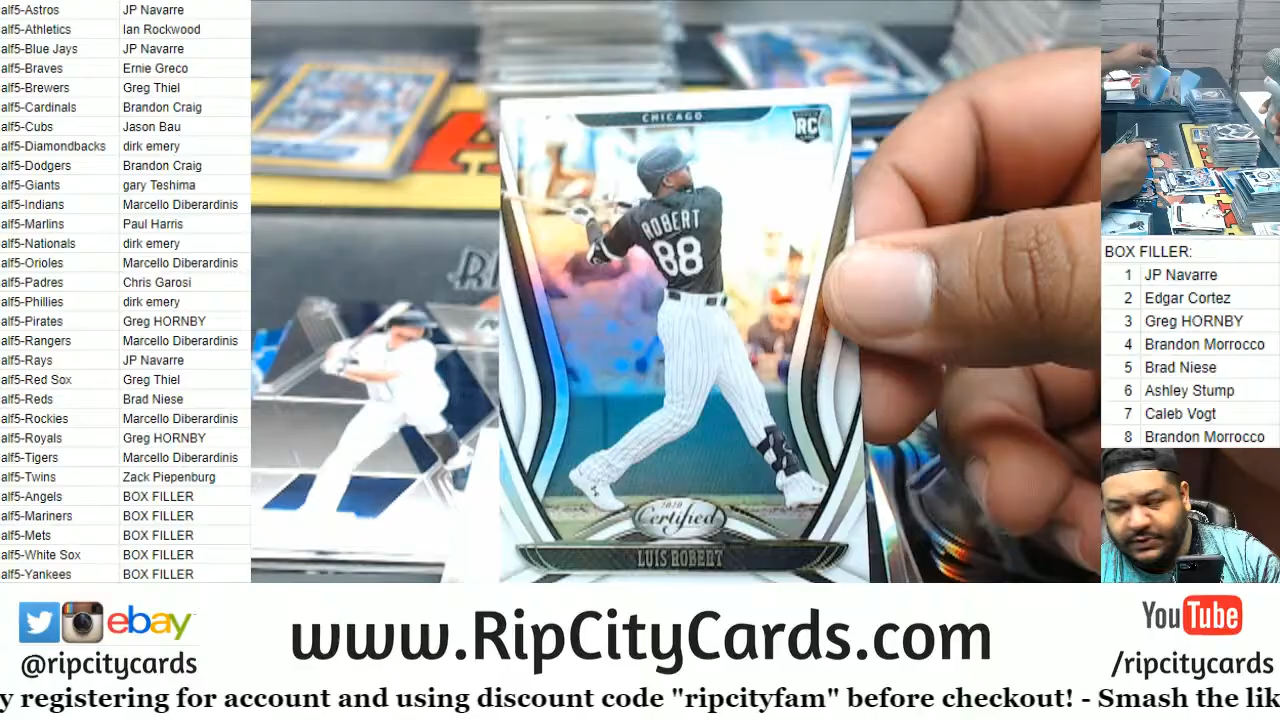 alf5-Astros JP Navarre
alf5-Athletics Ian Rockwood
alf5-Blue Jays JP Navarre
alf5-Braves Ernie Greco
alf5-Brewers Greg Thiel
alf5-Cardinals Brandon Craig
alf5-Cubs Jason Bau
alf5-Diamondbacks dirk emery
alf5-Dodgers Brandon Craig
alf5-Giants gary Teshima
alf5-Indians Marcello Diberardinis
alf5-Marlins Paul Harris
alf5-Nationals dirk emery
alf5-Orioles Marcello Diberardinis
alf5-Padres Chris Garosi
alf5-Phillies dirk emery
alf5-Pirates Greg HORNBY
alf5-Rangers Marcello Diberardinis
alf5-Rays JP Navarre
alf5-Red Sox Greg Thiel
alf5-Reds Brad Niese
alf5-Rockies Marcello Diberardinis
alf5-Royals Greg HORNBY
alf5-Tigers Marcello Diberardinis
alf5-Twins Zack Piepenburg
alf5-Angels BOX FILLER
alf5-Mariners BOX FILLER
alf5-Mets BOX FILLER
alf5-White Sox BOX FILLER
alf5-Yankees BOX FILLER
CHICAGO
RC
ROBERT
88
2020
Certified
LUIS ROBERT
BOX FILLER:
1 JP Navarre
2 Edgar Cortez
3 Greg HORNBY
4 Brandon Morrocco
5 Brad Niese
6 Ashley Stump
7 Caleb Vogt
8 Brandon Morrocco
ebay
@ripcitycards
www.RipCityCards.com
YouTube
/ripcitycards
y registering for account and using discount code "ripcityfam" before checkout! - Smash the lik